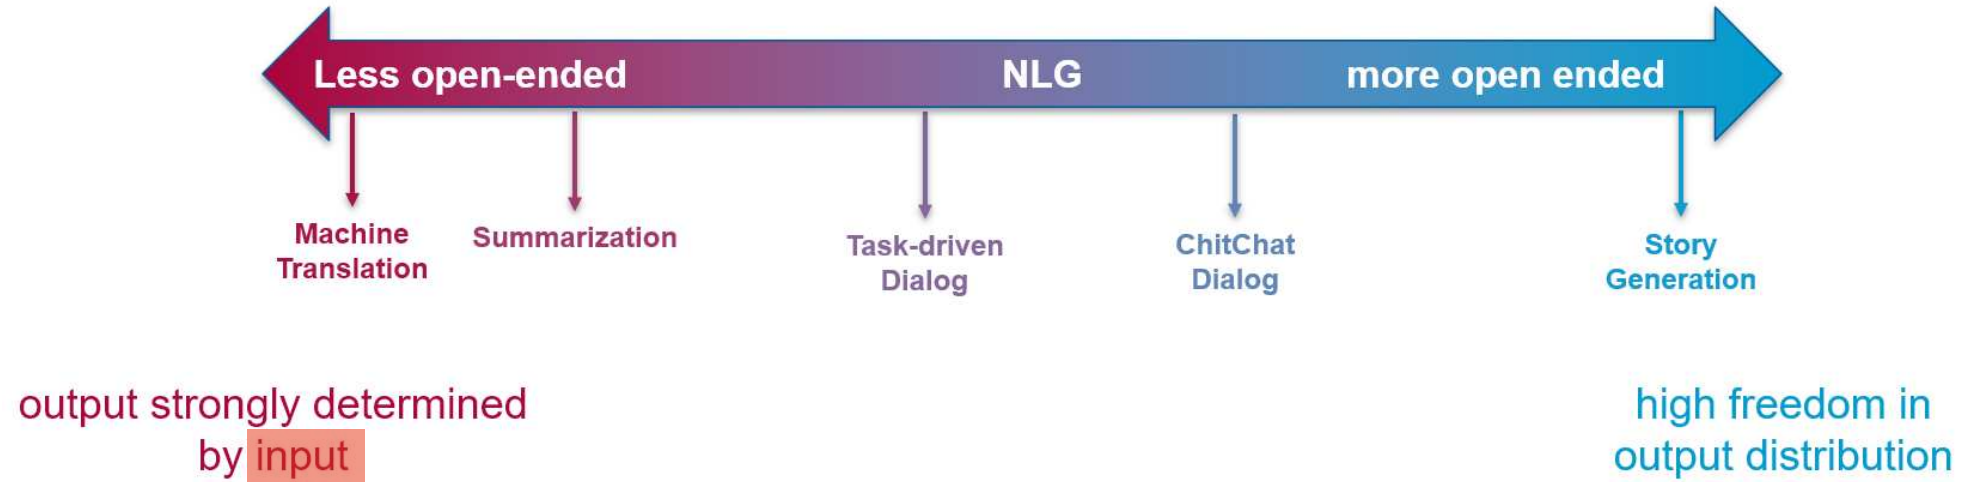 Less open-ended NLG more open ended
Machine
Translation
Summarization
Task-driven
Dialog
ChitChat
Dialog
Story
Generation
output strongly determined
by input
high freedom in
output distribution